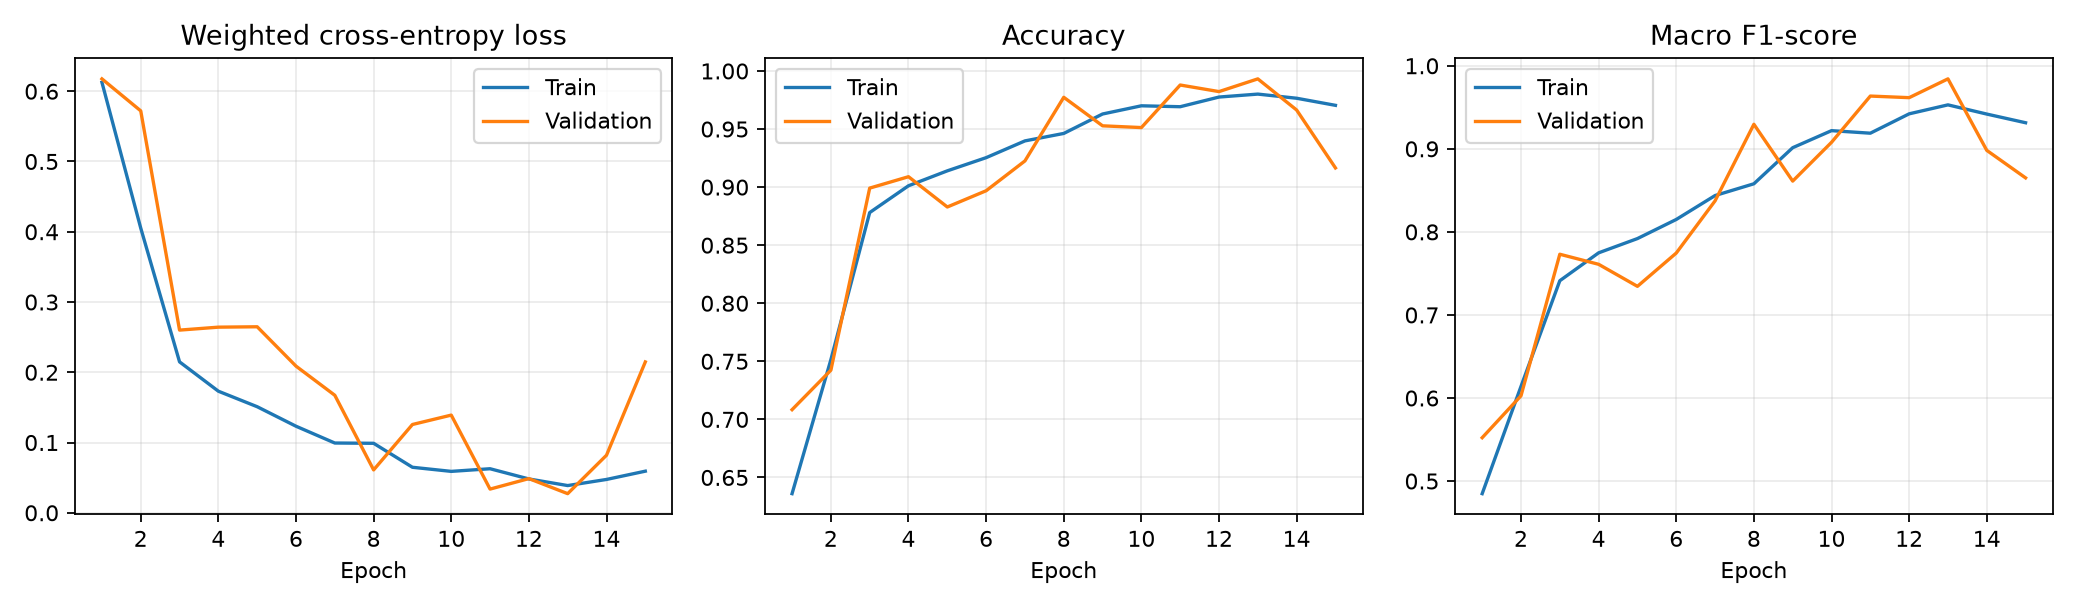 Weighted cross-entropy loss
Train
Validation
0.6
0.5
0.4
0.3
0.2
0.1
0.0
2 4 6 8 10 12 14
Epoch
Accuracy
Train
Validation
1.00
0.95
0.90
0.85
0.80
0.75
0.70
0.65
2 4 6 8 10 12 14
Epoch
Macro F1-score
Train
Validation
1.0
0.9
0.8
0.7
0.6
0.5
2 4 6 8 10 12 14
Epoch